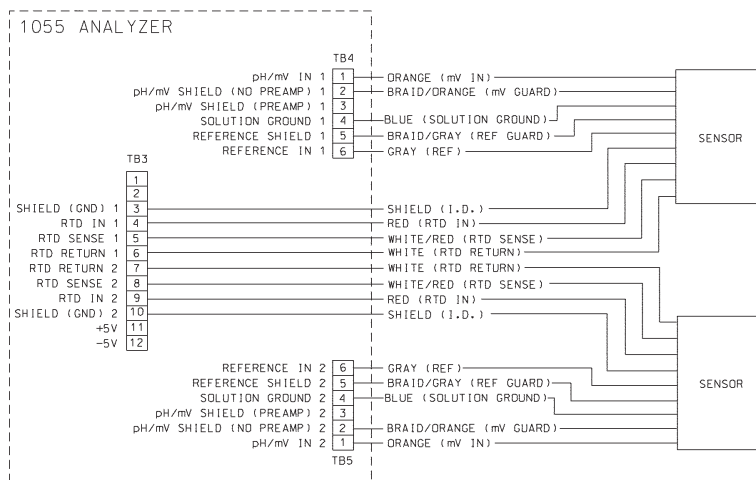 1055 ANALYZER
TB4
pH/mV IN 1 1 ORANGE (mV IN)
pH/mV SHIELD (NO PREAMP) 1 2 BRAID/ORANGE (mV GUARD)
pH/mV SHIELD (PREAMP) 1 3
SOLUTION GROUND 1 4 BLUE (SOLUTION GROUND)
REFERENCE SHIELD 1 5 BRAID/GRAY (REF GUARD)
REFERENCE IN 1 6 GRAY (REF)
SENSOR
TB3
1
2
SHIELD (GND) 1 3 SHIELD (I.D.)
RTD IN 1 4 RED (RTD IN)
RTD SENSE 1 5 WHITE/RED (RTD SENSE)
RTD RETURN 1 6 WHITE (RTD RETURN)
RTD RETURN 2 7 WHITE (RTD RETURN)
RTD SENSE 2 8 WHITE/RED (RTD SENSE)
RTD IN 2 9 RED (RTD IN)
SHIELD (GND) 2 10 SHIELD (I.D.)
+5V 11
-5V 12
REFERENCE IN 2 6 GRAY (REF)
REFERENCE SHIELD 2 5 BRAID/GRAY (REF GUARD)
SOLUTION GROUND 2 4 BLUE (SOLUTION GROUND)
pH/mV SHIELD (PREAMP) 2 3
pH/mV SHIELD (NO PREAMP) 2 2 BRAID/ORANGE (mV GUARD)
pH/mV IN 2 1 ORANGE (mV IN)
TB5
SENSOR